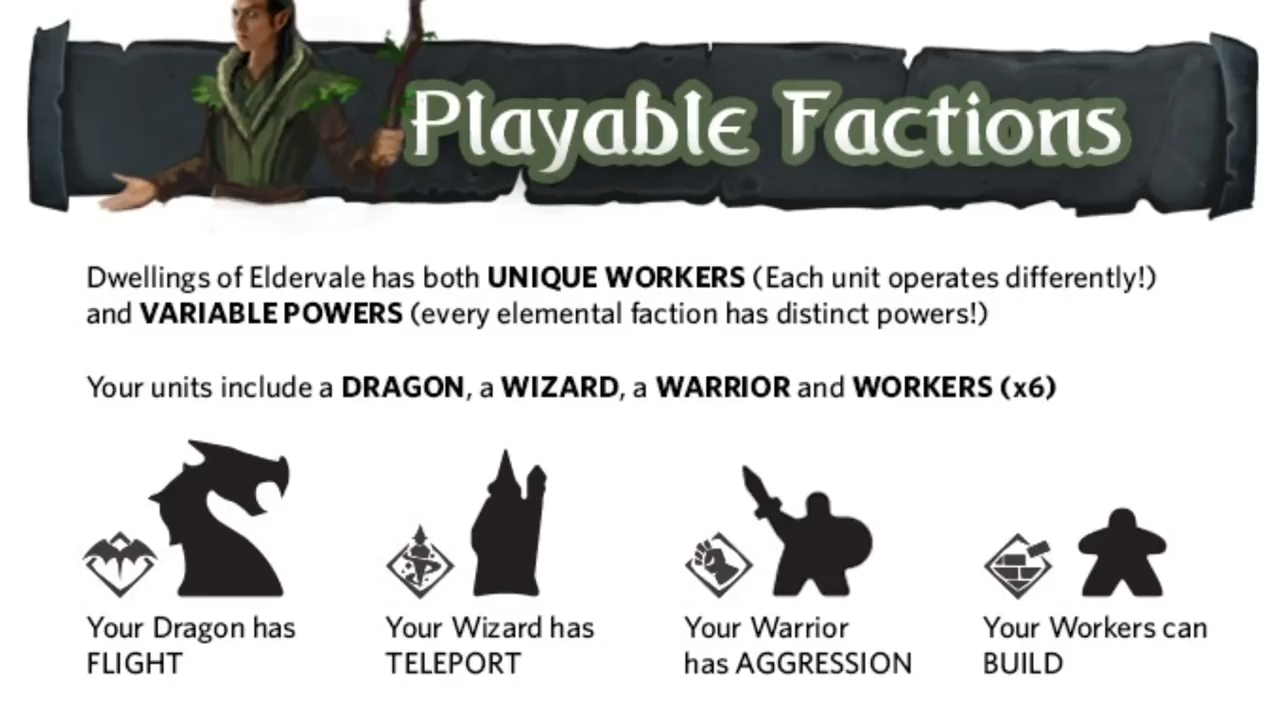 Playable Factions
Dwellings of Eldervale has both UNIQUE WORKERS (Each unit operates differently!)
and VARIABLE POWERS (every elemental faction has distinct powers!)
Your units include a DRAGON, a WIZARD, a WARRIOR and WORKERS (x6)
Your Dragon has
FLIGHT
Your Wizard has
TELEPORT
Your Warrior
has AGGRESSION
Your Workers can
BUILD